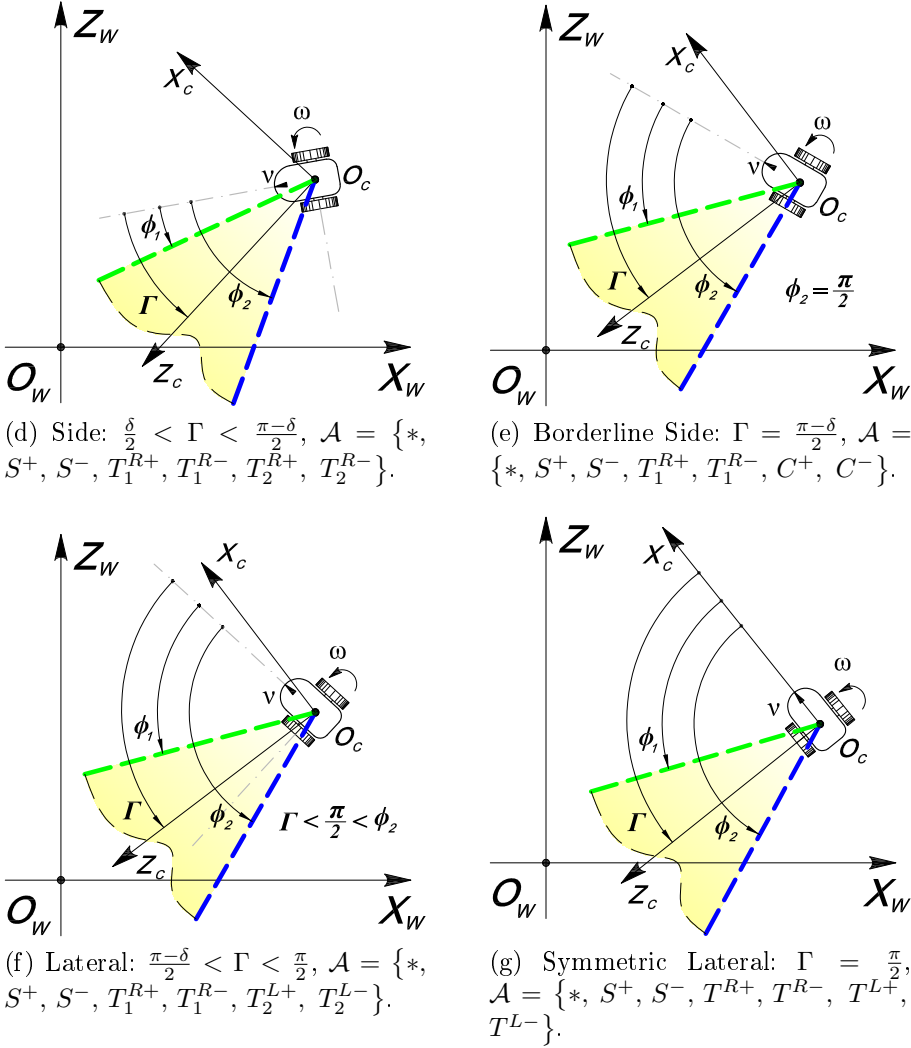 Z_W
X_c
ω
ν
O_c
ϕ_1
Γ
ϕ_2
Z_c
O_W
X_W
(d) Side: δ/2 < Γ < (π−δ)/2, 𝒜 = {∗,
S^+, S^−, T_1^{R+}, T_1^{R−}, T_2^{R+}, T_2^{R−}}.
Z_W
X_c
ω
ν
O_c
ϕ_1
Γ
ϕ_2
ϕ_2 = π/2
Z_c
O_W
X_W
(e) Borderline Side: Γ = (π−δ)/2, 𝒜 =
{∗, S^+, S^−, T_1^{R+}, T_1^{R−}, C^+, C^−}.
Z_W
X_c
ω
ν
O_c
ϕ_1
Γ
ϕ_2
Γ < π/2 < ϕ_2
Z_c
O_W
X_W
(f) Lateral: (π−δ)/2 < Γ < π/2, 𝒜 = {∗,
S^+, S^−, T_1^{R+}, T_1^{R−}, T_2^{L+}, T_2^{L−}}.
Z_W
X_c
ω
ν
O_c
ϕ_1
Γ
ϕ_2
Z_c
O_W
X_W
(g) Symmetric Lateral: Γ = π/2,
𝒜 = {∗, S^+, S^−, T^{R+}, T^{R−}, T^{L+},
T^{L−}}.